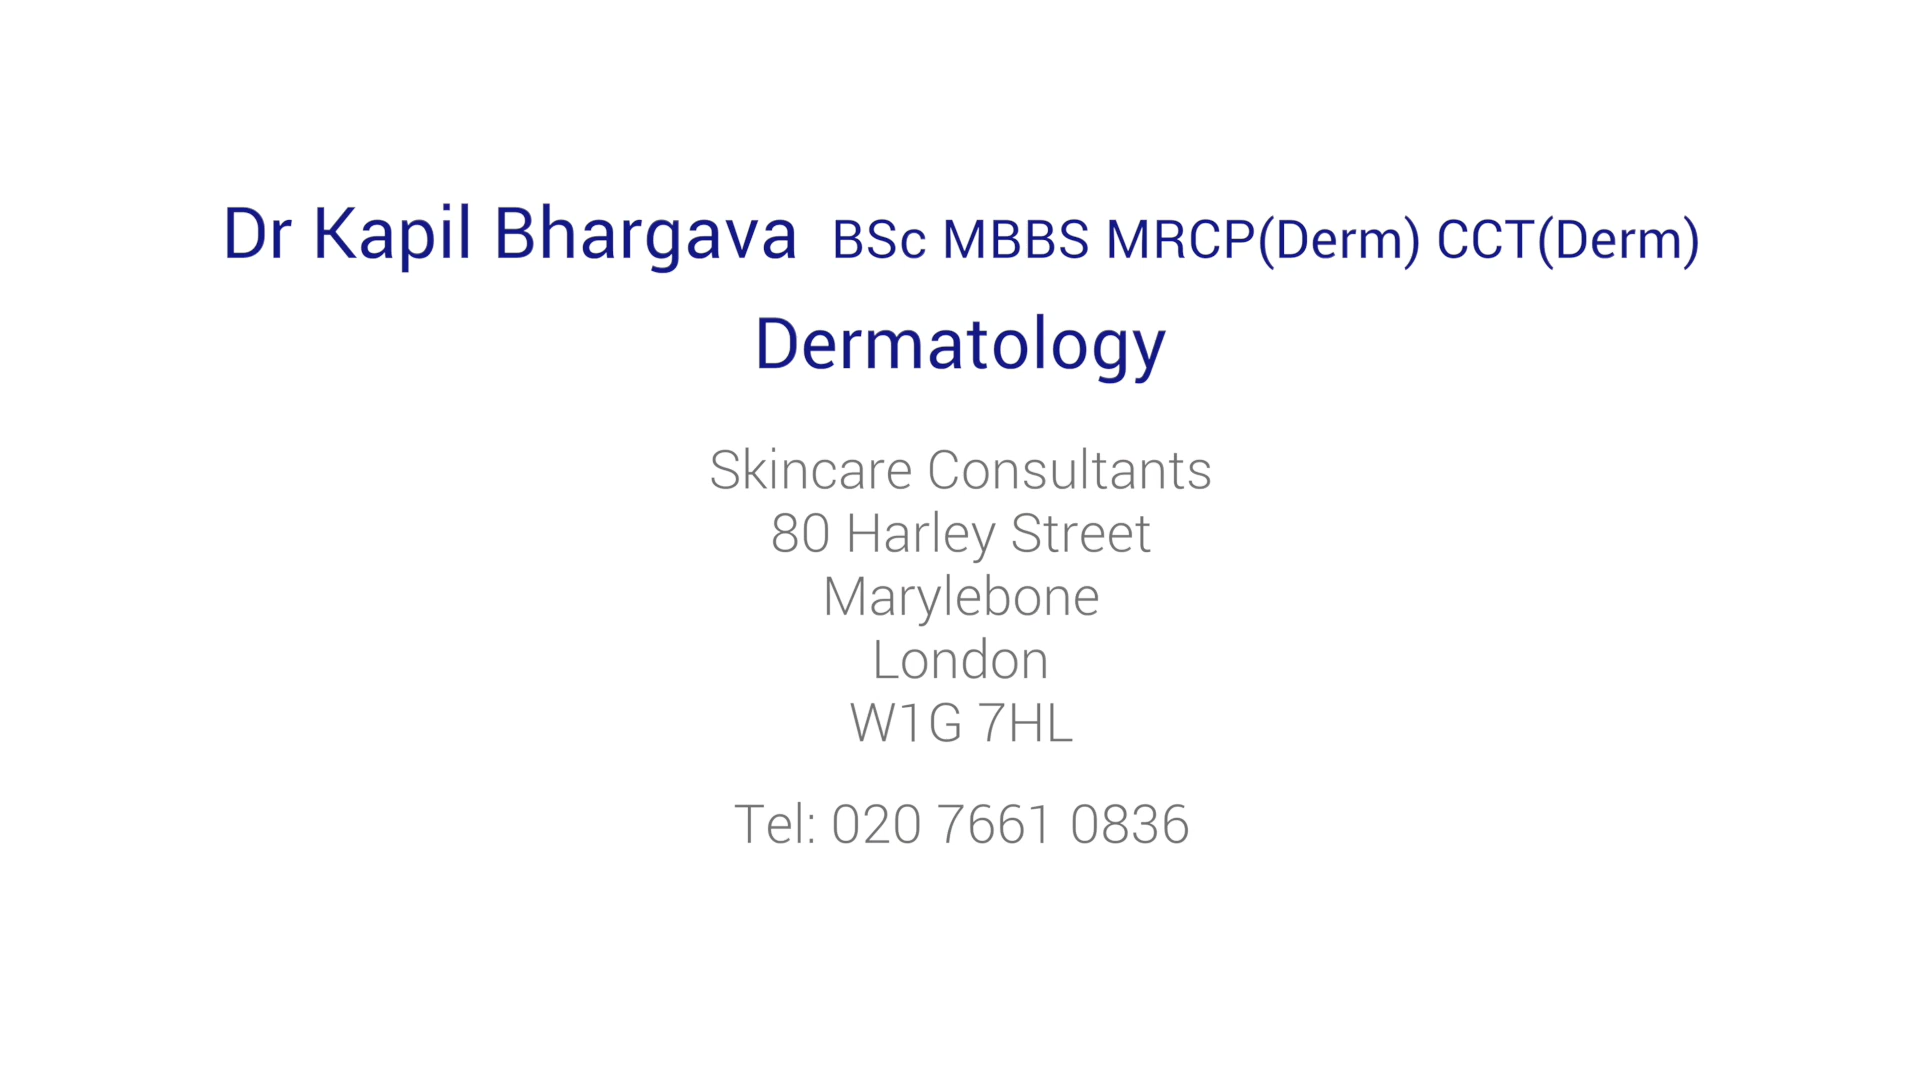 Dr Kapil Bhargava BSc MBBS MRCP(Derm) CCT(Derm)
Dermatology
Skincare Consultants
80 Harley Street
Marylebone
London
W1G 7HL
Tel: 020 7661 0836